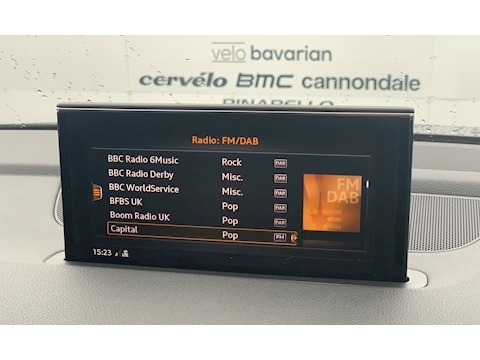 velo bavarian
cervélo BMC cannondale
PINARELLO
Radio: FM/DAB
BBC Radio 6Music Rock DAB
BBC Radio Derby Misc. DAB
BBC WorldService Misc. DAB
BFBS UK Pop DAB
Boom Radio UK Pop DAB
Capital Pop FM
FM
DAB
15:23